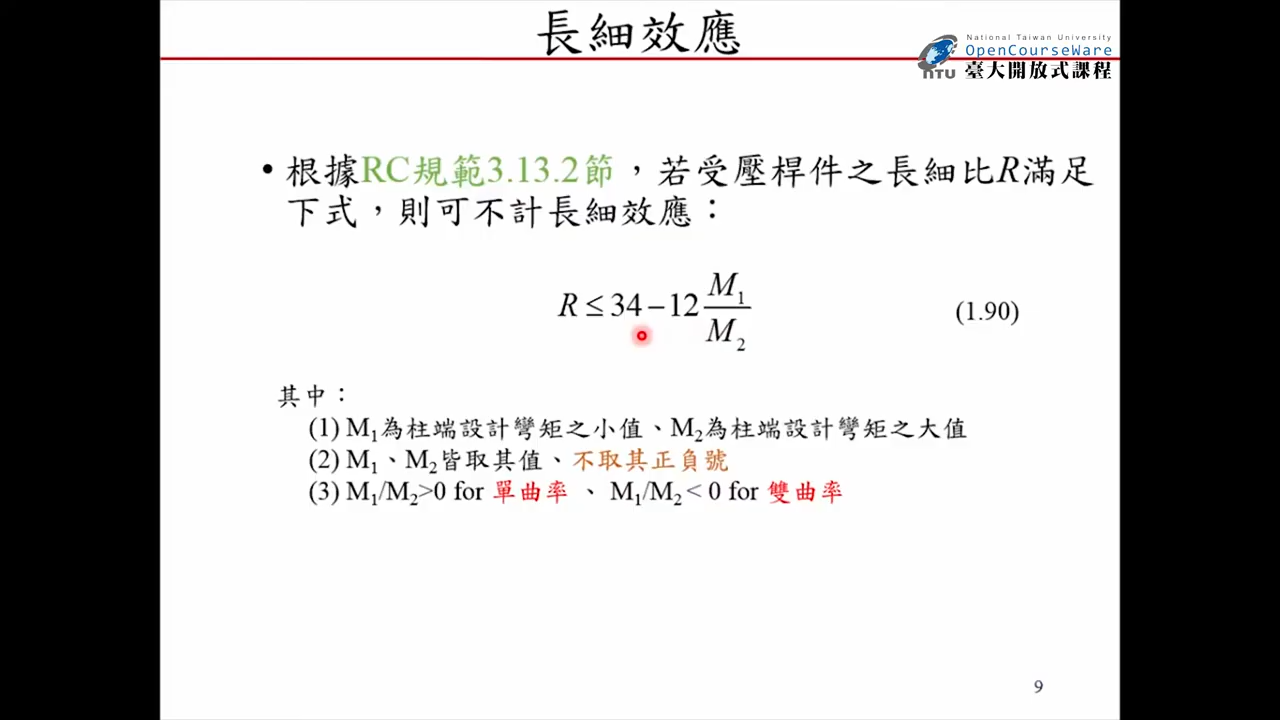 長細效應
National Taiwan University
OpenCourseWare
NTU
臺大開放式課程
• 根據RC規範3.13.2節，若受壓桿件之長細比R滿足
下式，則可不計長細效應：
R ≤ 34 − 12 M₁/M₂ (1.90)
其中：
(1) M₁為柱端設計彎矩之小值、M₂為柱端設計彎矩之大值
(2) M₁、M₂皆取其值、不取其正負號
(3) M₁/M₂>0 for 單曲率 、 M₁/M₂ < 0 for 雙曲率
9